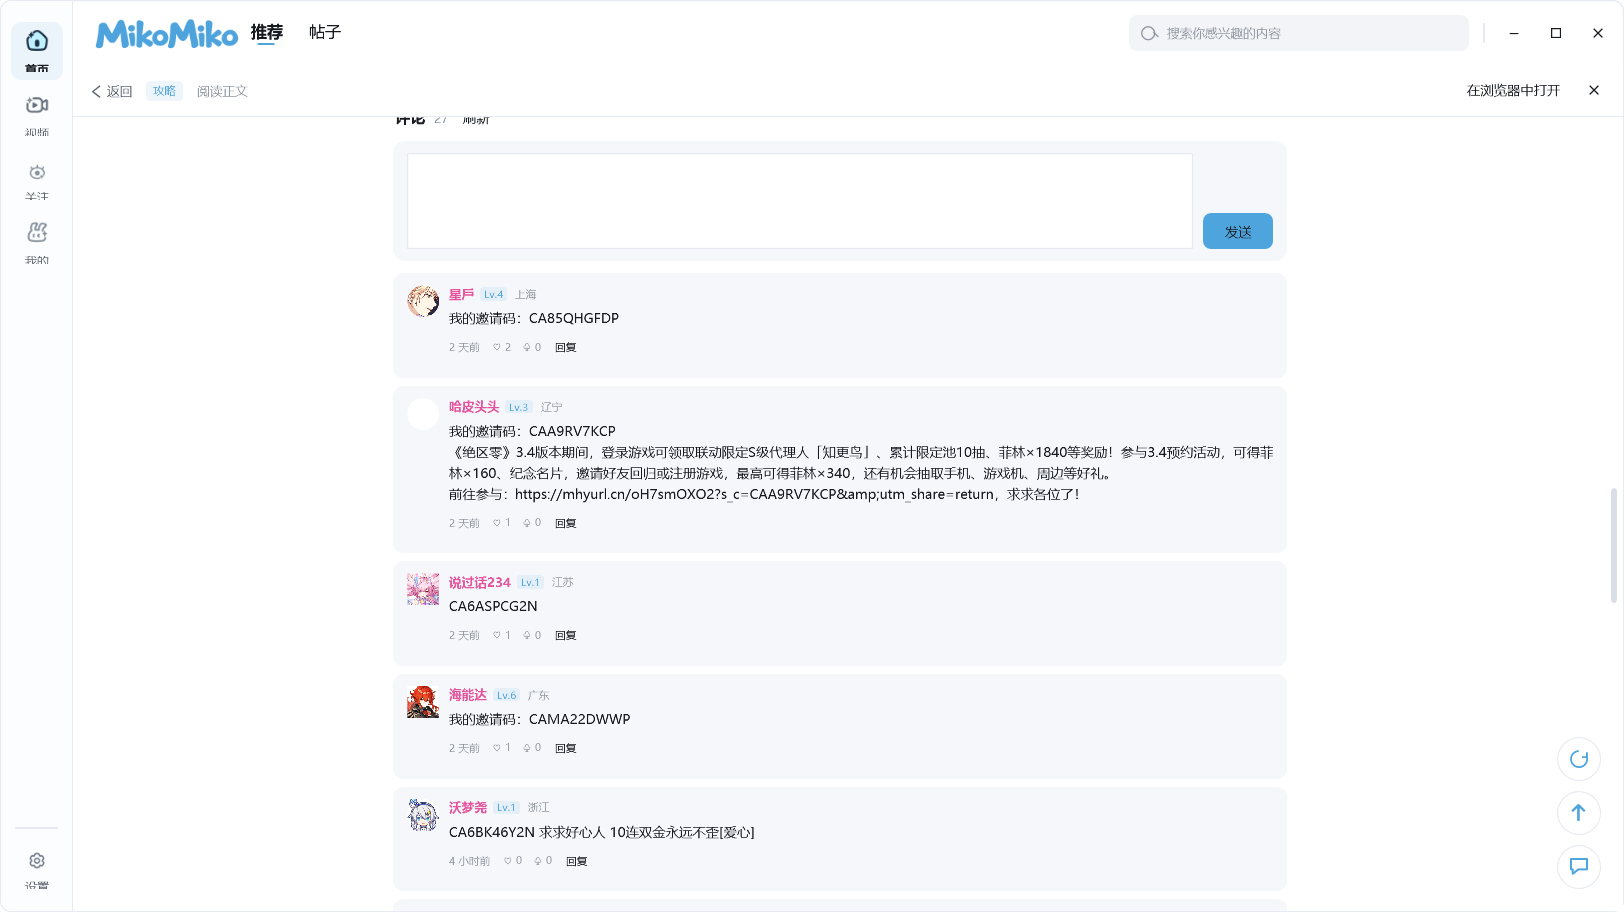 MikoMiko
推荐
帖子
搜索你感兴趣的内容
首页
视频
关注
我的
设置
返回
攻略
阅读正文
在浏览器中打开
评论 27 刷新
发送
星戶 Lv.4 上海
我的邀请码：CA85QHGFDP
2 天前 2 0 回复
哈皮头头 Lv.3 辽宁
我的邀请码：CAA9RV7KCP
《绝区零》3.4版本期间，登录游戏可领取联动限定S级代理人「知更鸟」、累计限定池10抽、菲林×1840等奖励！参与3.4预约活动，可得菲
林×160、纪念名片，邀请好友回归或注册游戏，最高可得菲林×340，还有机会抽取手机、游戏机、周边等好礼。
前往参与：https://mhyurl.cn/oH7smOXO2?s_c=CAA9RV7KCP&amp;utm_share=return，求求各位了！
2 天前 1 0 回复
说过话234 Lv.1 江苏
CA6ASPCG2N
2 天前 1 0 回复
海能达 Lv.6 广东
我的邀请码：CAMA22DWWP
2 天前 1 0 回复
沃梦尧 Lv.1 浙江
CA6BK46Y2N 求求好心人 10连双金永远不歪[爱心]
4 小时前 0 0 回复